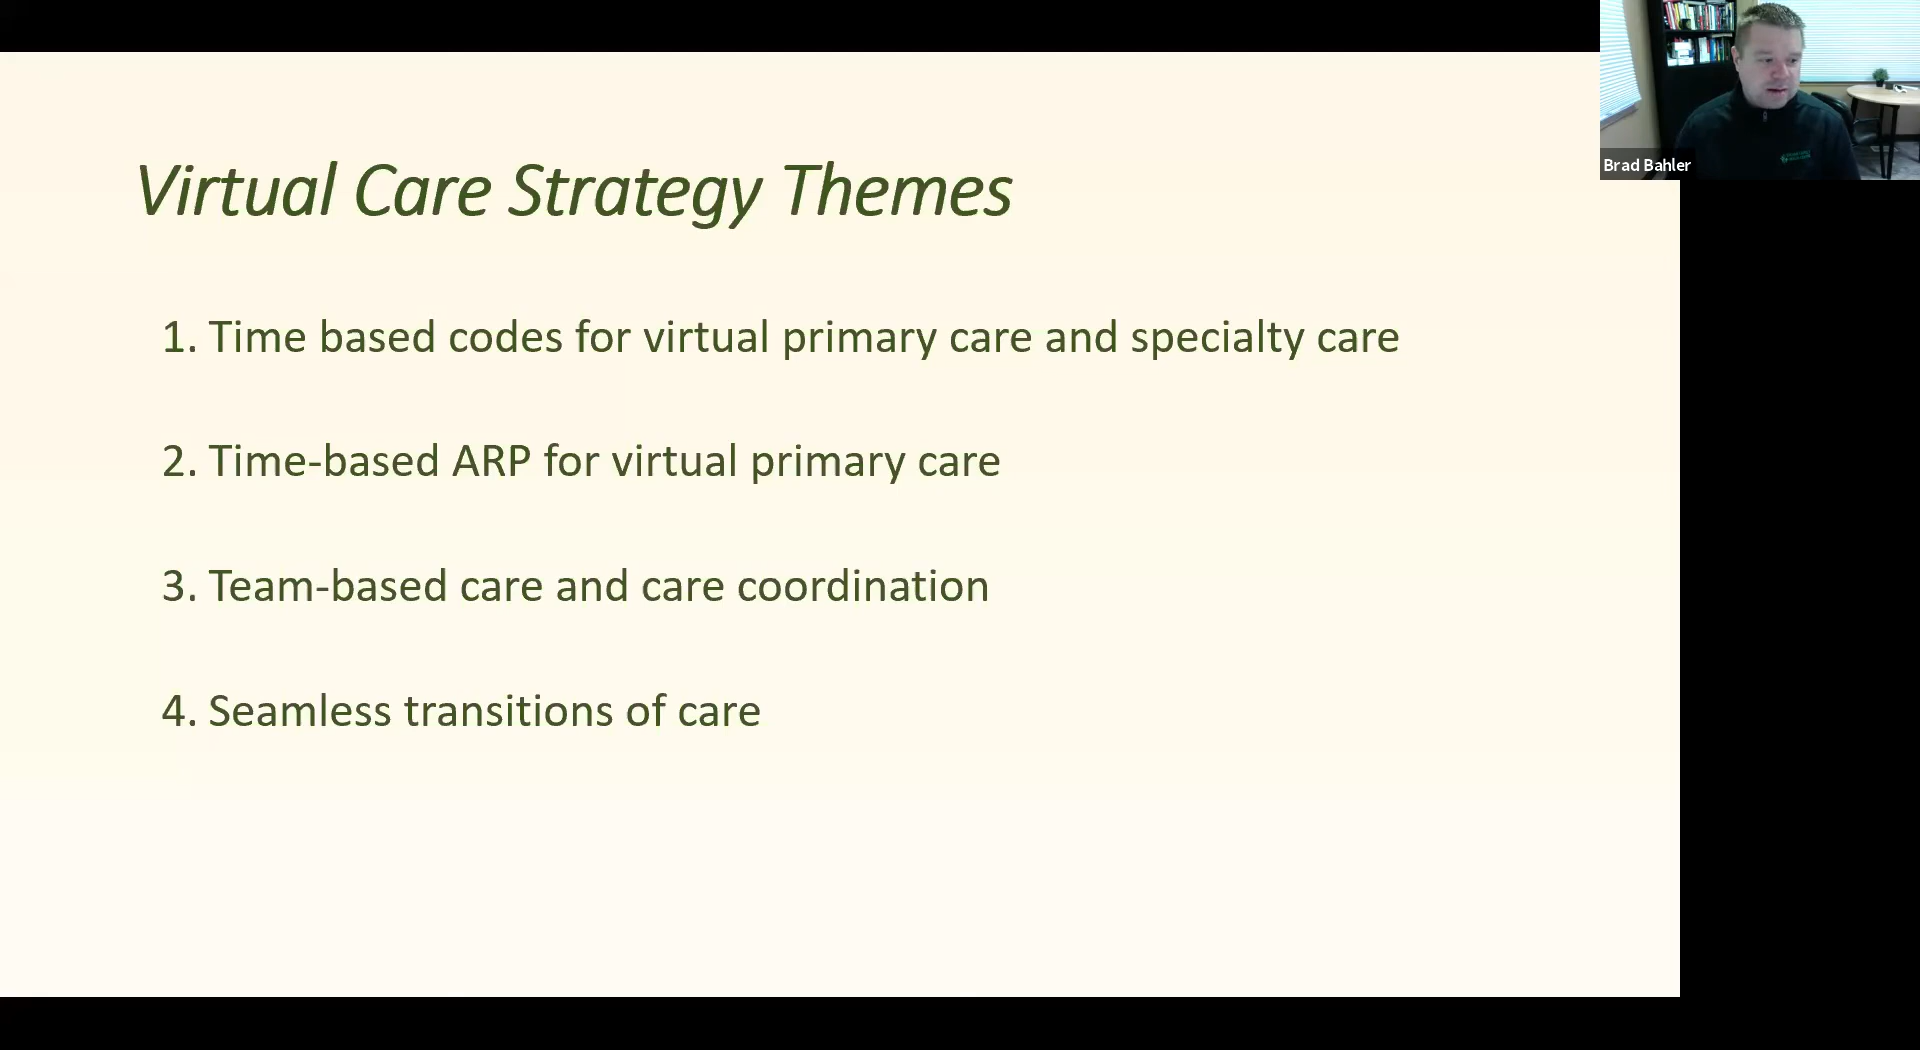 Virtual Care Strategy Themes
1. Time based codes for virtual primary care and specialty care
2. Time-based ARP for virtual primary care
3. Team-based care and care coordination
4. Seamless transitions of care
Brad Bahler